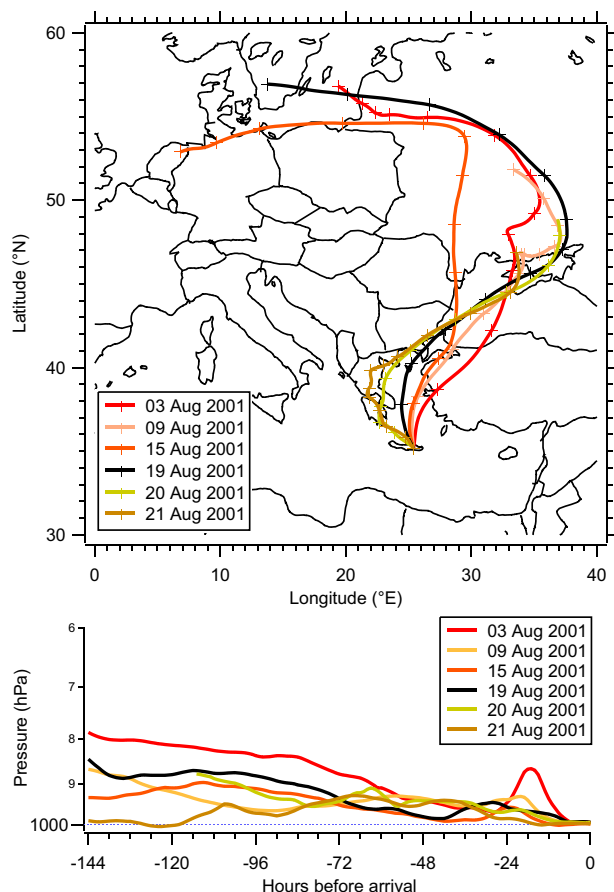 60
50
40
30
Latitude (°N)
03 Aug 2001
09 Aug 2001
15 Aug 2001
19 Aug 2001
20 Aug 2001
21 Aug 2001
0 10 20 30 40
Longitude (°E)
6
7
8
9
1000
Pressure (hPa)
03 Aug 2001
09 Aug 2001
15 Aug 2001
19 Aug 2001
20 Aug 2001
21 Aug 2001
-144 -120 -96 -72 -48 -24 0
Hours before arrival